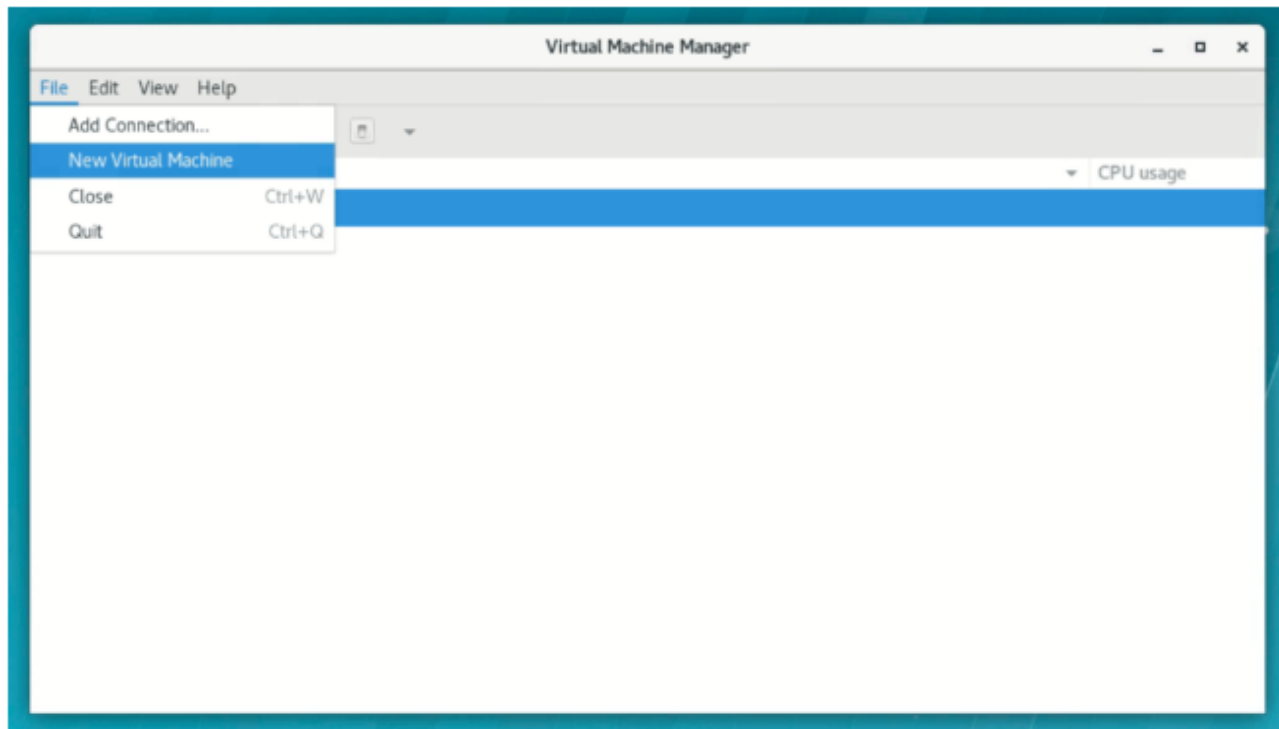 Virtual Machine Manager
File Edit View Help
Add Connection...
New Virtual Machine
CPU usage
Close Ctrl+W
Quit Ctrl+Q